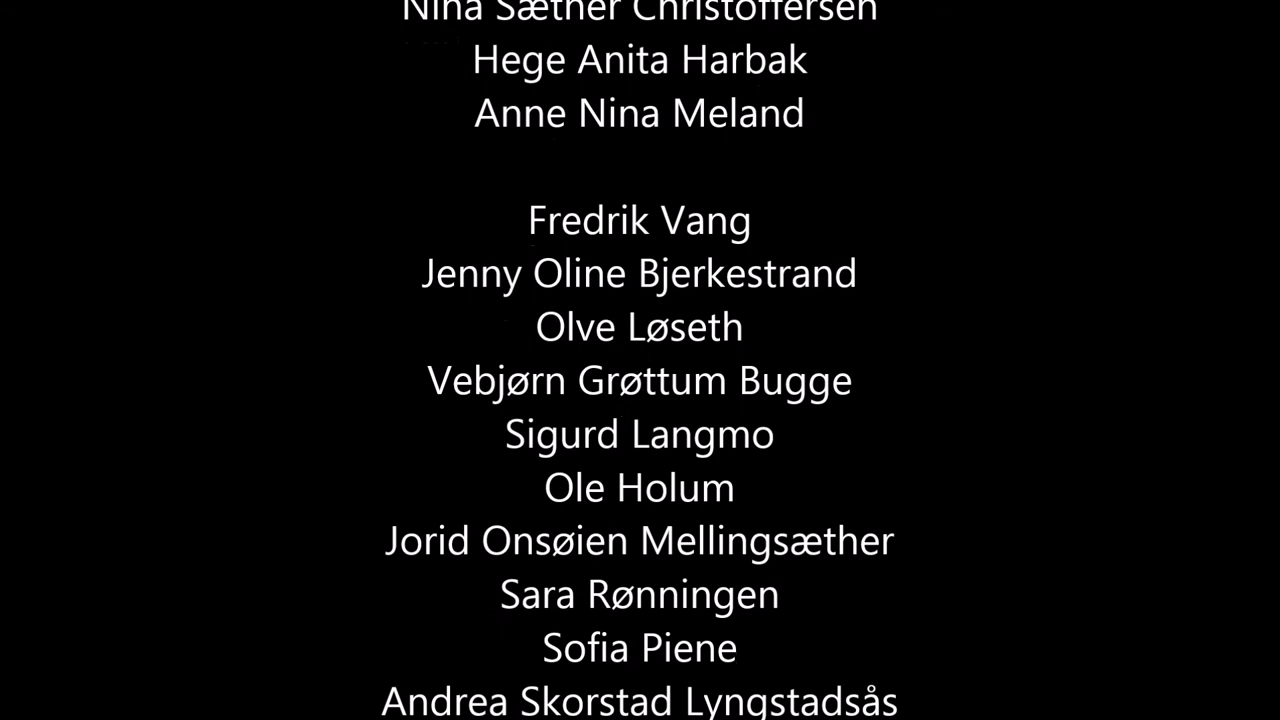 Nina Sæther Christoffersen
Hege Anita Harbak
Anne Nina Meland
Fredrik Vang
Jenny Oline Bjerkestrand
Olve Løseth
Vebjørn Grøttum Bugge
Sigurd Langmo
Ole Holum
Jorid Onsøien Mellingsæther
Sara Rønningen
Sofia Piene
Andrea Skorstad Lyngstadsås